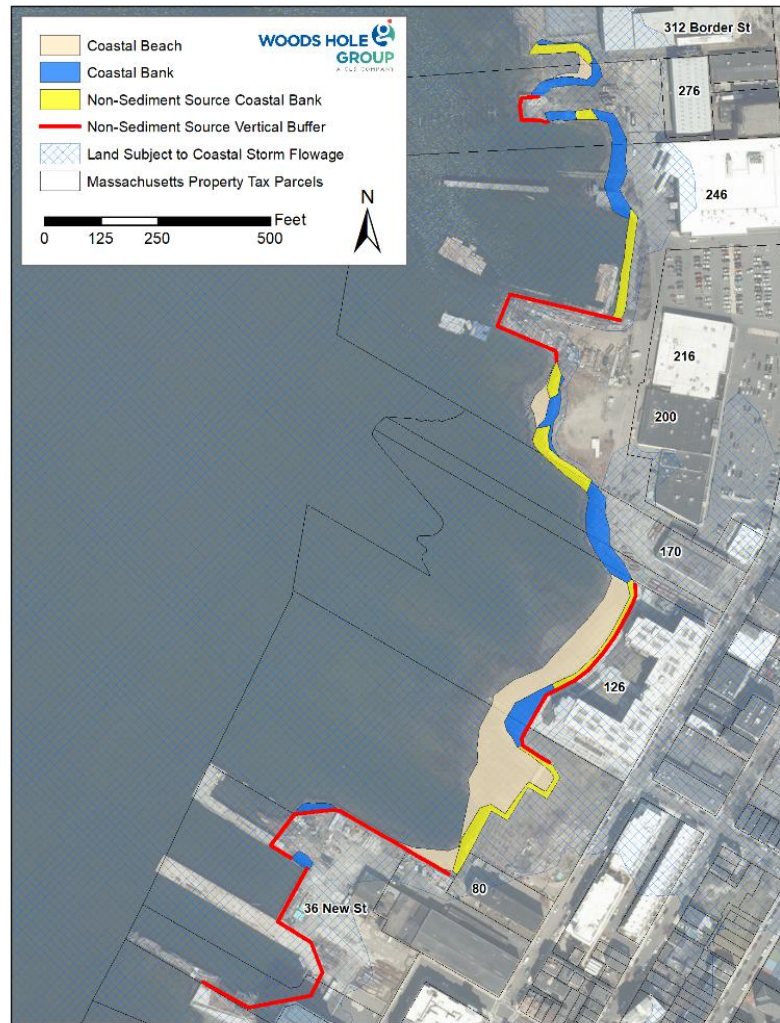 WOODS HOLE
GROUP
A CLS COMPANY
Coastal Beach
Coastal Bank
Non-Sediment Source Coastal Bank
Non-Sediment Source Vertical Buffer
Land Subject to Coastal Storm Flowage
Massachusetts Property Tax Parcels
Feet
0 125 250 500
N
312 Border St
276
246
216
200
170
126
80
36 New St